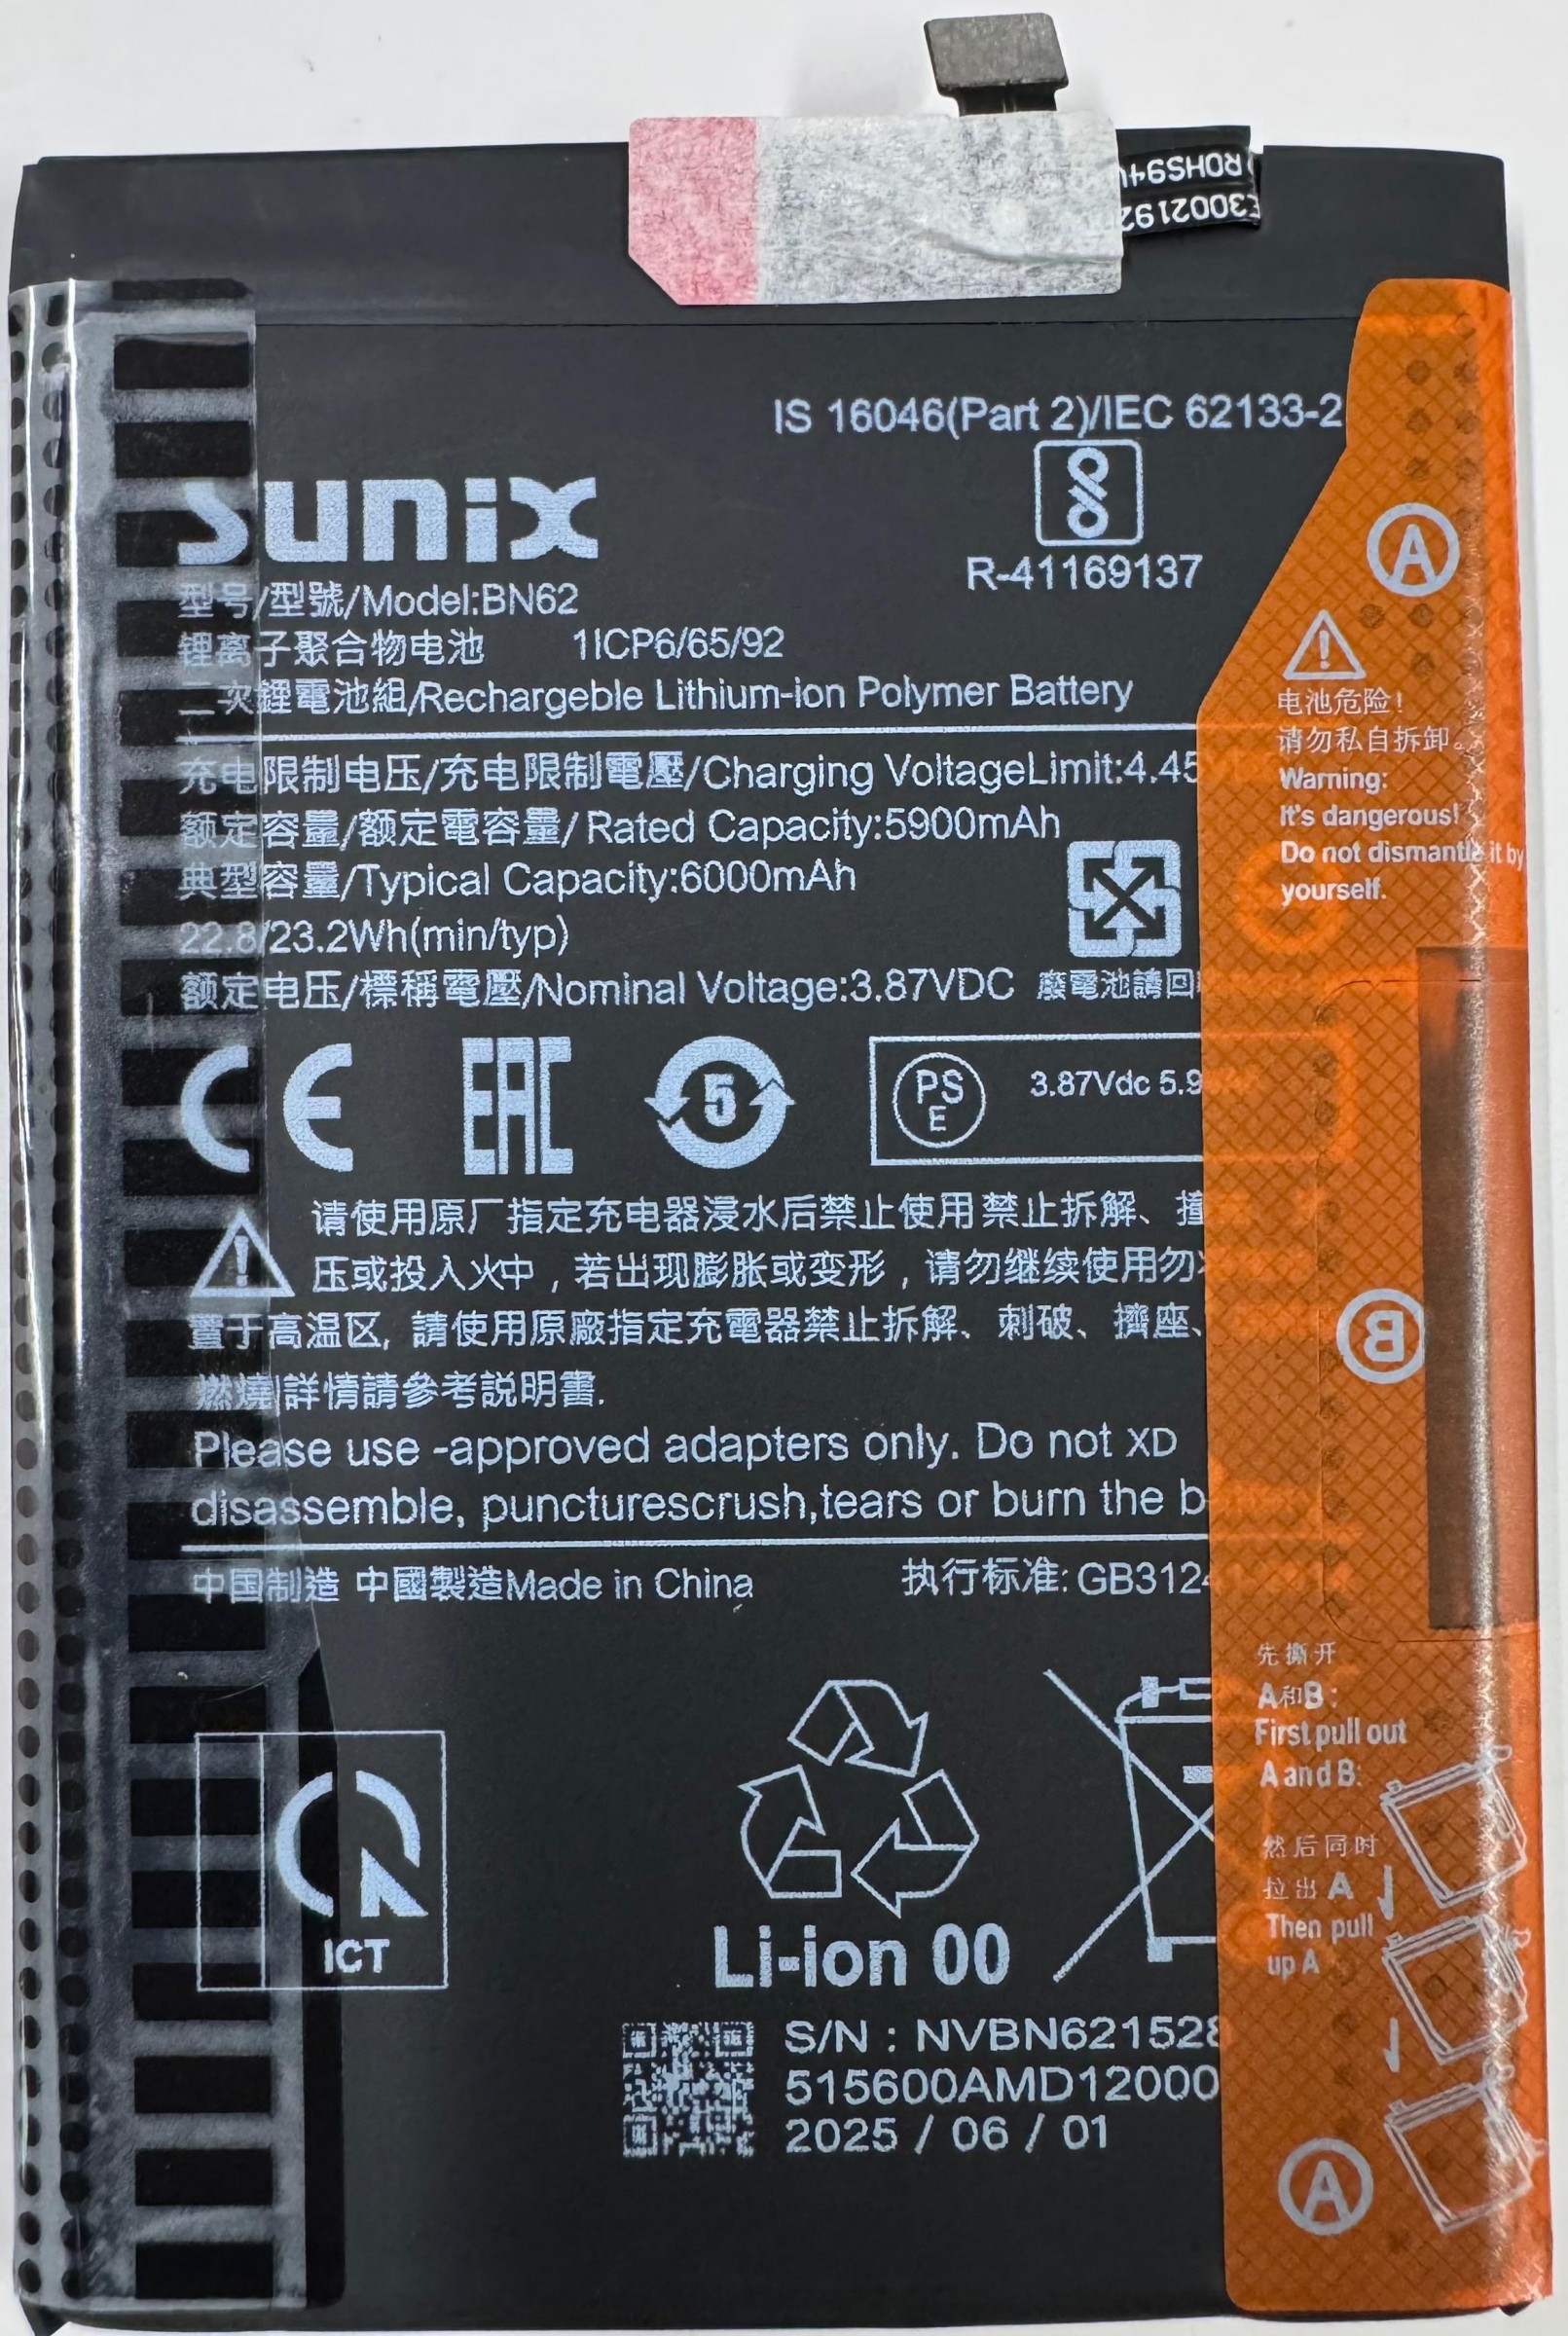 ROHS94V
E3002192
IS 16046(Part 2)/IEC 62133-2
sunix
R-41169137
型号/型號/Model:BN62
锂离子聚合物电池 1ICP6/65/92
二次鋰電池組/Rechargeble Lithium-ion Polymer Battery
充电限制电压/充电限制電壓/Charging VoltageLimit:4.45
额定容量/额定電容量/ Rated Capacity:5900mAh
典型容量/Typical Capacity:6000mAh
22.8/23.2Wh(min/typ)
额定电压/標稱電壓/Nominal Voltage:3.87VDC
廢電池請回
CE EAC 5 PS E 3.87Vdc 5.9
请使用原厂指定充电器浸水后禁止使用禁止拆解、撞
压或投入火中，若出现膨胀或变形，请勿继续使用勿
置于高温区, 請使用原廠指定充電器禁止拆解、刺破、擠座、
燃燒詳情請參考説明書.
Please use -approved adapters only. Do not XD
disassemble, puncturescrush,tears or burn the b
中国制造 中國製造Made in China
执行标准: GB3124
ICT
Li-ion 00
S/N : NVBN621528
515600AMD12000
2025 / 06 / 01
A
电池危险!
请勿私自拆卸。
Warning:
It's dangerous!
Do not dismantle it by
yourself.
B
先撕开
A和B:
First pull out
A and B:
然后同时
拉出 A
Then pull
up A
A